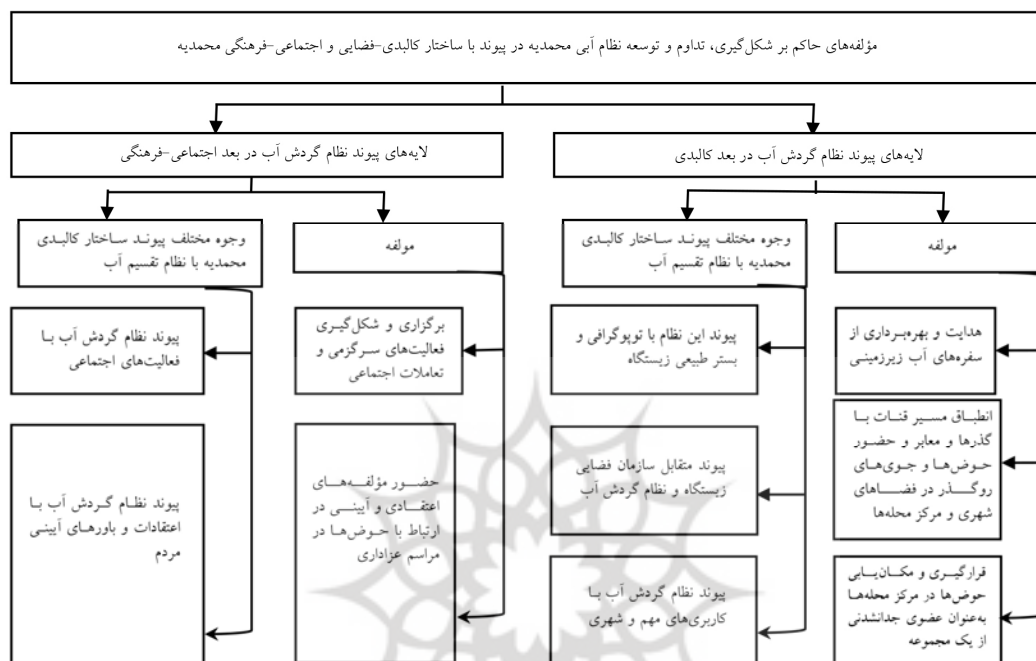 مؤلفه‌های حاکم بر شکل‌گیری، تداوم و توسعه نظام آبی محمدیه در پیوند با ساختار کالبدی-فضایی و اجتماعی-فرهنگی محمدیه
لایه‌های پیوند نظام گردش آب در بعد کالبدی
لایه‌های پیوند نظام گردش آب در بعد اجتماعی-فرهنگی
مولفه
وجوه مختلف پیوند ساختار کالبدی
محمدیه با نظام تقسیم آب
مولفه
وجوه مختلف پیوند ساختار کالبدی
محمدیه با نظام تقسیم آب
هدایت و بهره‌برداری از
سفره‌های آب زیرزمینی
پیوند این نظام با توپوگرافی و
بستر طبیعی زیستگاه
برگزاری و شکل‌گیری
فعالیت‌های سرگرمی و
تعاملات اجتماعی
پیوند نظام گردش آب با
فعالیت‌های اجتماعی
انطباق مسیر قنات با
گذرها و معابر و حضور
حوض‌ها و جوی‌های
روگذر در فضاهای
شهری و مرکز محله‌ها
پیوند متقابل سازمان فضایی
زیستگاه و نظام گردش آب
حضور مؤلفه‌های
اعتقادی و آیینی در
ارتباط با حوض‌ها در
مراسم عزاداری
پیوند نظام گردش آب با
اعتقادات و باورهای آیینی
مردم
قرارگیری و مکان‌یابی
حوض‌ها در مرکز محله‌ها
به‌عنوان عضوی جدانشدنی
از یک مجموعه
پیوند نظام گردش آب با
کاربری‌های مهم و شهری